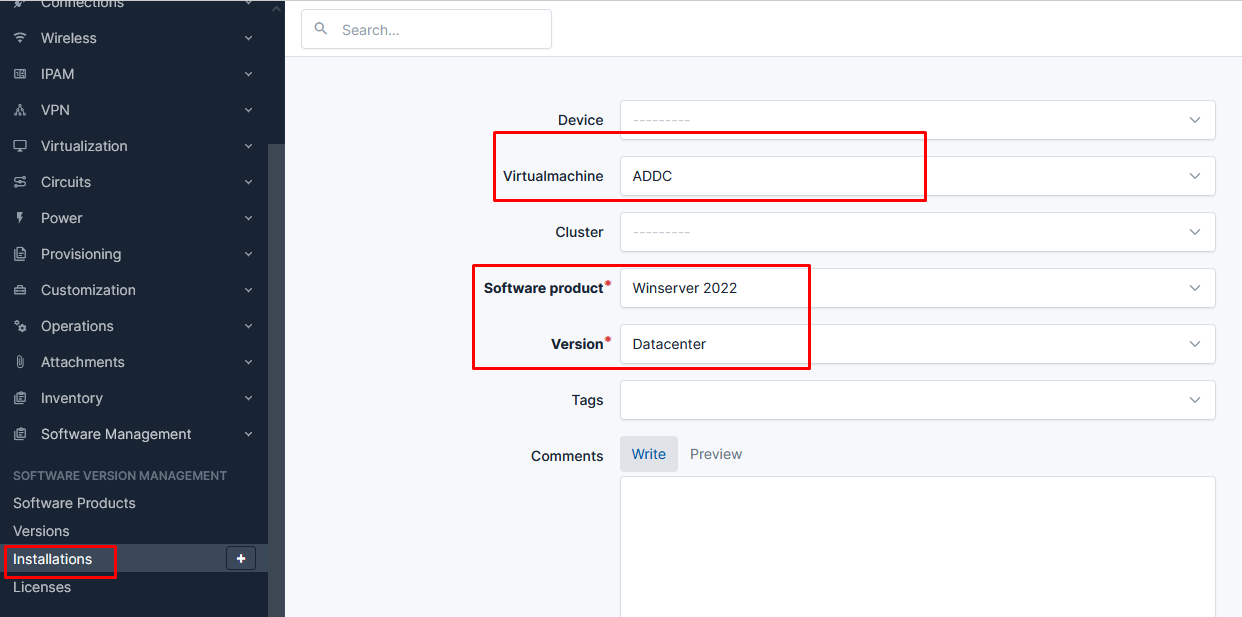 Connections
Wireless
IPAM
VPN
Virtualization
Circuits
Power
Provisioning
Customization
Operations
Attachments
Inventory
Software Management
SOFTWARE VERSION MANAGEMENT
Software Products
Versions
Installations +
Licenses
Search...
Device ---------
Virtualmachine ADDC
Cluster ---------
Software product* Winserver 2022
Version* Datacenter
Tags
Comments Write Preview